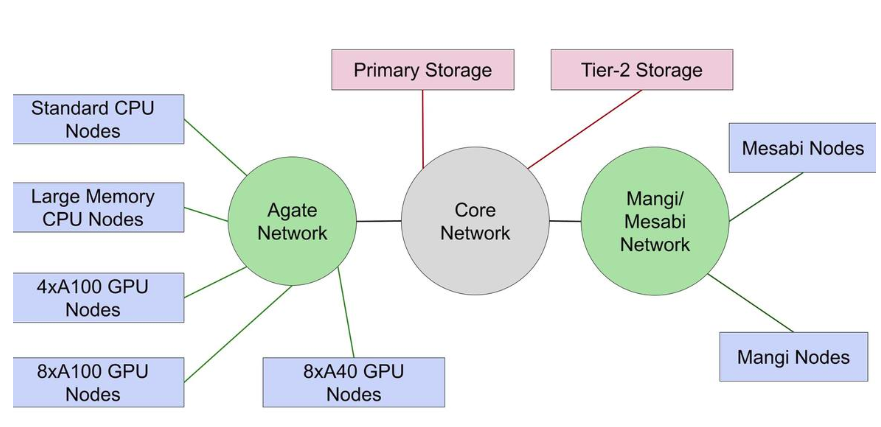 Primary Storage
Tier-2 Storage
Standard CPU
Nodes
Large Memory
CPU Nodes
4xA100 GPU
Nodes
8xA100 GPU
Nodes
8xA40 GPU
Nodes
Agate
Network
Core
Network
Mangi/
Mesabi
Network
Mesabi Nodes
Mangi Nodes